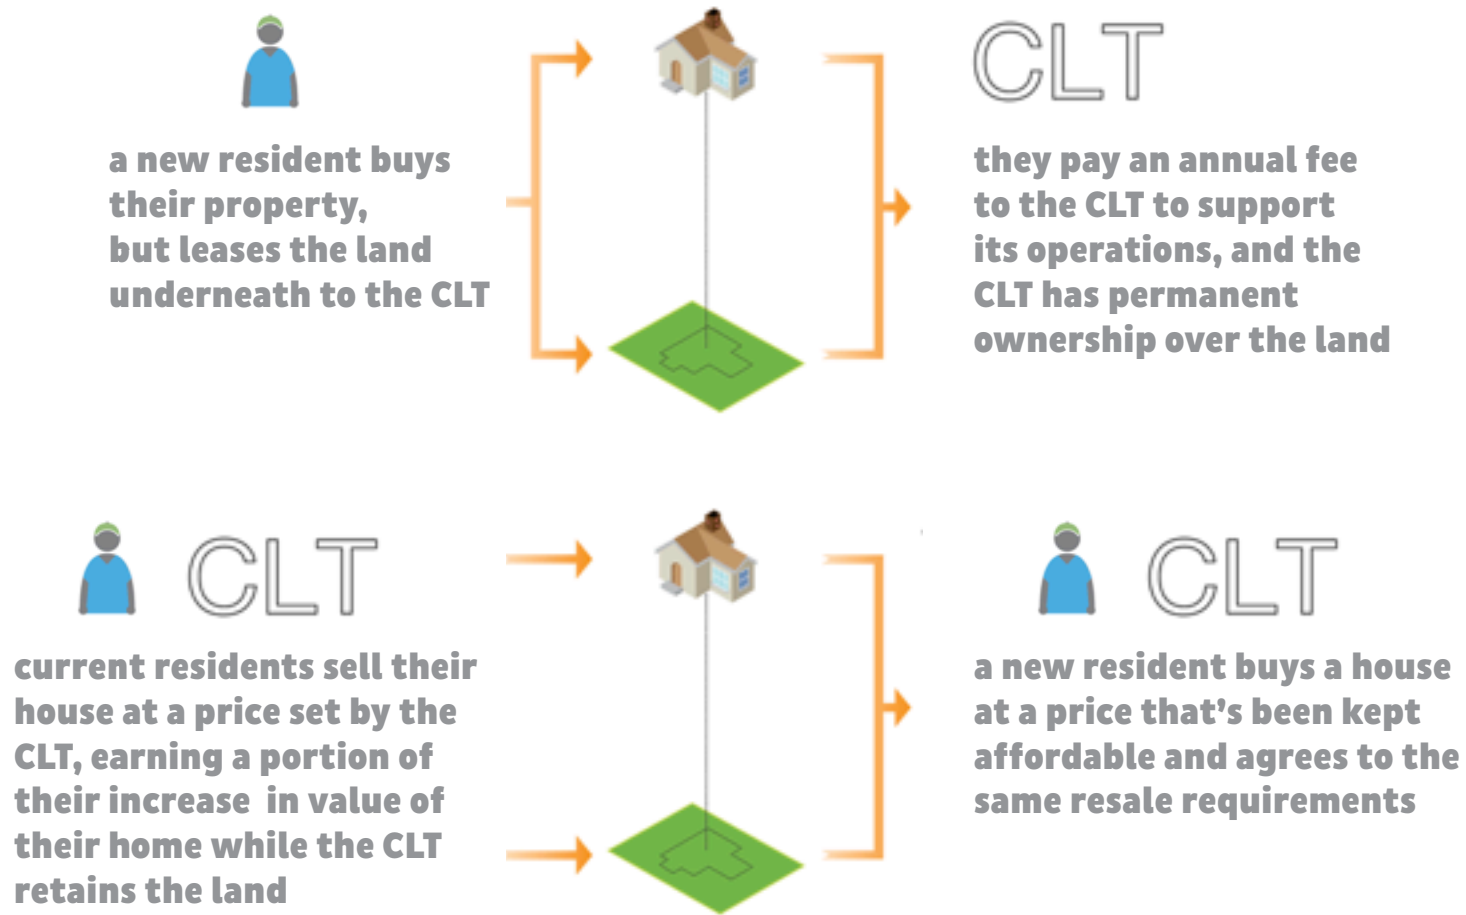 a new resident buys
their property,
but leases the land
underneath to the CLT
CLT
they pay an annual fee
to the CLT to support
its operations, and the
CLT has permanent
ownership over the land
CLT
current residents sell their
house at a price set by the
CLT, earning a portion of
their increase  in value of
their home while the CLT
retains the land
CLT
a new resident buys a house
at a price that's been kept
affordable and agrees to the
same resale requirements